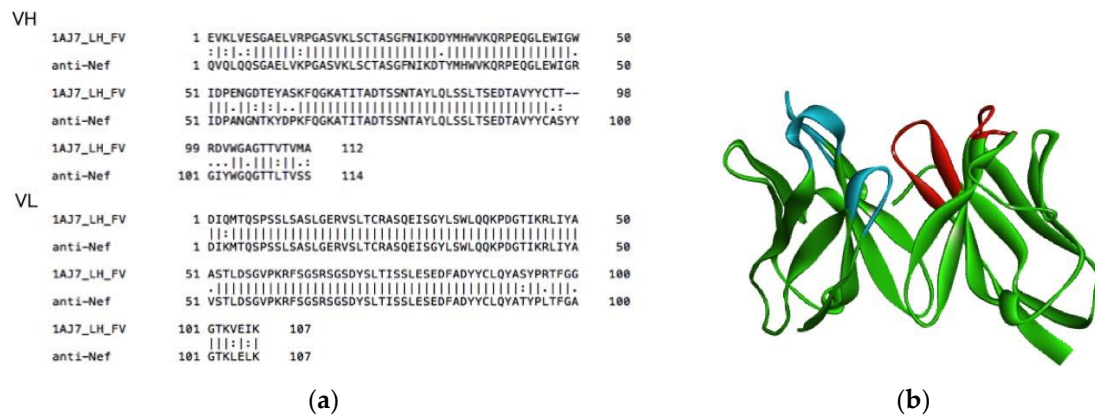 VH
1AJ7_LH_FV 1 EVKLVESGAELVRPGASVKLSCTASGFNIKDDYMHWVKQRPEQGLEWIGW 50
:|:|.:||||||:||||||||||||||||||.||||||||||||||||.
anti-Nef 1 QVQLQQSGAELVKPGASVKLSCTASGFNIKDTYMHWVKQRPEQGLEWIGR 50
1AJ7_LH_FV 51 IDPENGDTEYASKFQGKATITADTSSNTAYLQLSSLTSEDTAVYYCTT-- 98
|||.||:|:|..||||||||||||||||||||||||||||||||||.:
anti-Nef 51 IDPANGNTKYDPKFQGKATITADTSSNTAYLQLSSLTSEDTAVYYCASYY 100
1AJ7_LH_FV 99 RDVWGAGTTVTVMA 112
...||.|||:||.:
anti-Nef 101 GIYWGQGTTLTVSS 114
VL
1AJ7_LH_FV 1 DIQMTQSPSSLSASLGERVSLTCRASQEISGYLSWLQQKPDGTIKRLIYA 50
||:|||||||||||||||||||||||||||||||||||||||||||||||
anti-Nef 1 DIKMTQSPSSLSASLGERVSLTCRASQEISGYLSWLQQKPDGTIKRLIYA 50
1AJ7_LH_FV 51 ASTLDSGVPKRFSGSRSGSDYSLTISSLESEDFADYYCLQYASYPRTFGG 100
.|||||||||||||||||||||||||||||||||||||||||:||.|||.
anti-Nef 51 VSTLDSGVPKRFSGSRSGSDYSLTISSLESEDFADYYCLQYATYPLTFGA 100
1AJ7_LH_FV 101 GTKVEIK 107
|||:|:|
anti-Nef 101 GTKLELK 107
(a) (b)